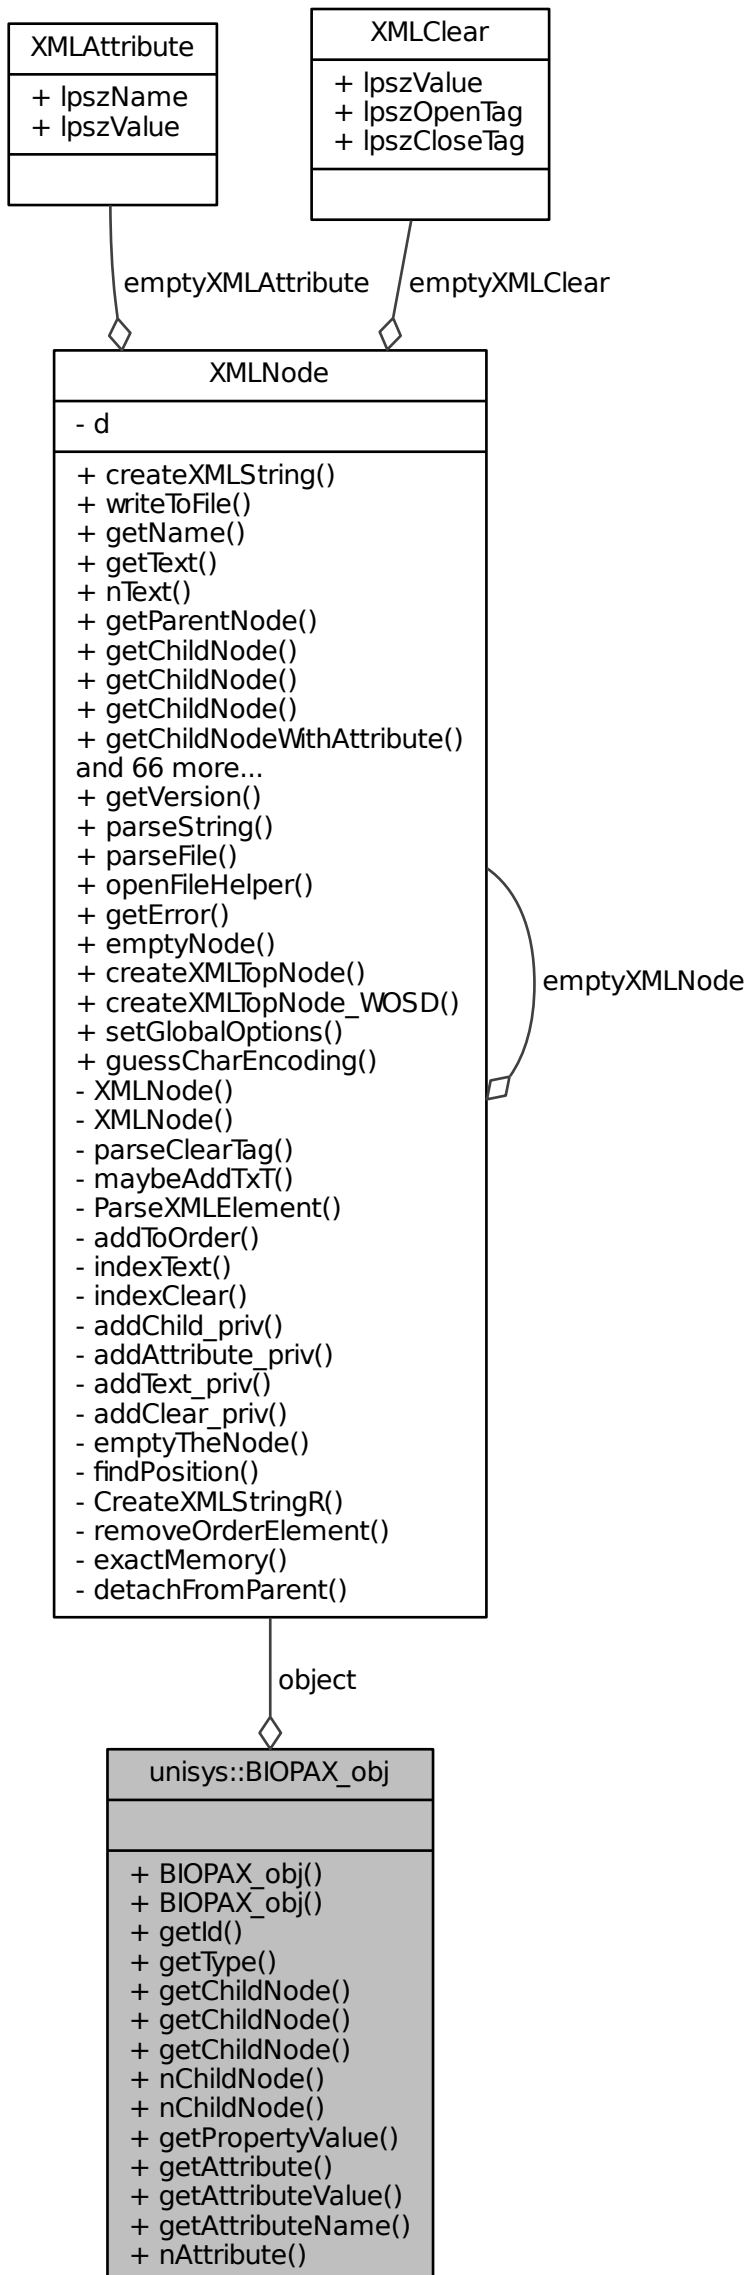 XMLAttribute
+ lpszName
+ lpszValue
XMLClear
+ lpszValue
+ lpszOpenTag
+ lpszCloseTag
emptyXMLAttribute
emptyXMLClear
XMLNode
- d
+ createXMLString()
+ writeToFile()
+ getName()
+ getText()
+ nText()
+ getParentNode()
+ getChildNode()
+ getChildNode()
+ getChildNode()
+ getChildNodeWithAttribute()
and 66 more...
+ getVersion()
+ parseString()
+ parseFile()
+ openFileHelper()
+ getError()
+ emptyNode()
+ createXMLTopNode()
+ createXMLTopNode_WOSD()
+ setGlobalOptions()
+ guessCharEncoding()
- XMLNode()
- XMLNode()
- parseClearTag()
- maybeAddTxT()
- ParseXMLElement()
- addToOrder()
- indexText()
- indexClear()
- addChild_priv()
- addAttribute_priv()
- addText_priv()
- addClear_priv()
- emptyTheNode()
- findPosition()
- CreateXMLStringR()
- removeOrderElement()
- exactMemory()
- detachFromParent()
emptyXMLNode
object
unisys::BIOPAX_obj
+ BIOPAX_obj()
+ BIOPAX_obj()
+ getId()
+ getType()
+ getChildNode()
+ getChildNode()
+ getChildNode()
+ nChildNode()
+ nChildNode()
+ getPropertyValue()
+ getAttribute()
+ getAttributeValue()
+ getAttributeName()
+ nAttribute()